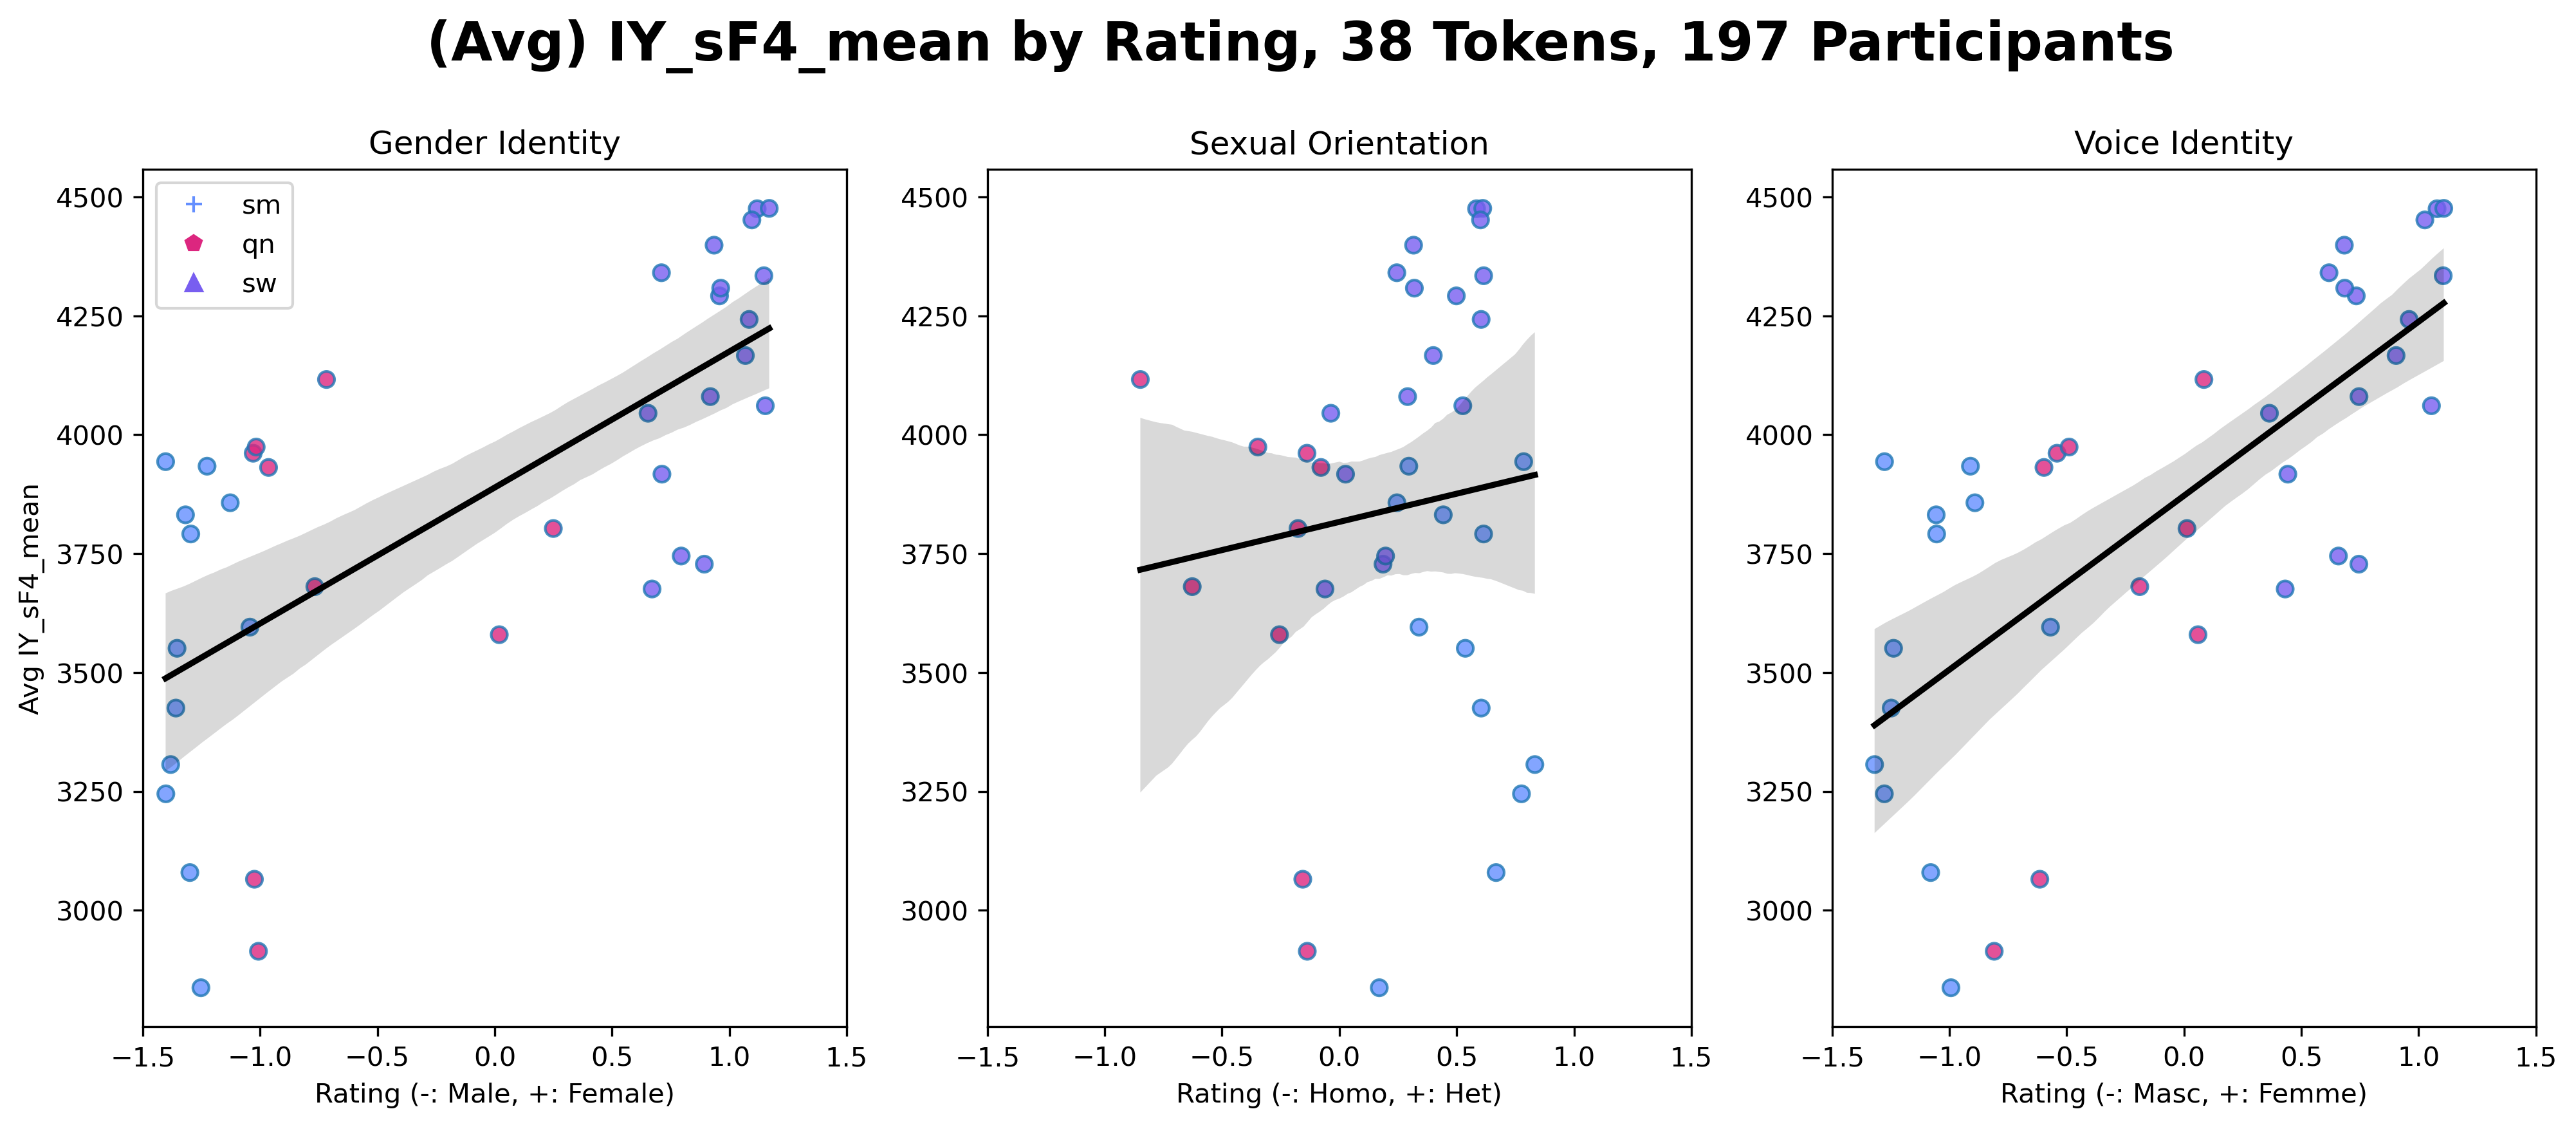 (Avg) IY_sF4_mean by Rating, 38 Tokens, 197 Participants
Gender Identity
sm
qn
sw
4500
4250
4000
3750
3500
3250
3000
Avg IY_sF4_mean
−1.5 −1.0 −0.5 0.0 0.5 1.0 1.5
Rating (-: Male, +: Female)
Sexual Orientation
4500
4250
4000
3750
3500
3250
3000
−1.5 −1.0 −0.5 0.0 0.5 1.0 1.5
Rating (-: Homo, +: Het)
Voice Identity
4500
4250
4000
3750
3500
3250
3000
−1.5 −1.0 −0.5 0.0 0.5 1.0 1.5
Rating (-: Masc, +: Femme)